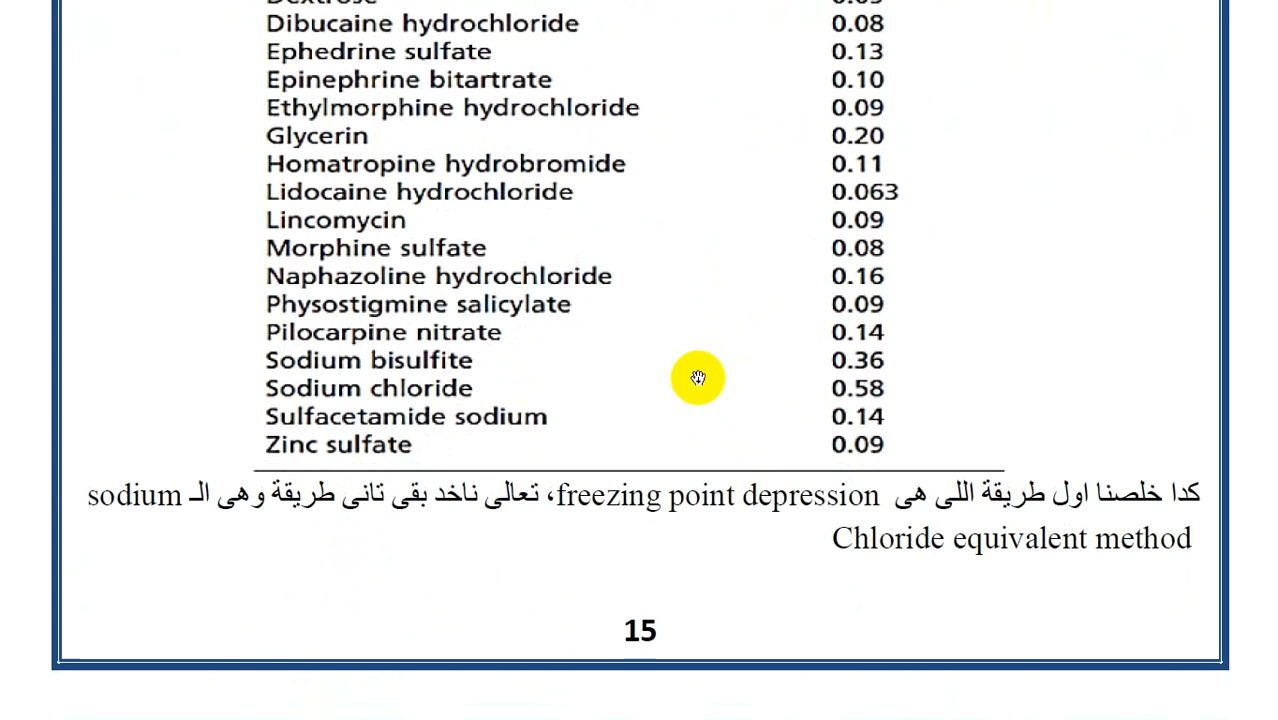 Dextrose 0.09
Dibucaine hydrochloride 0.08
Ephedrine sulfate 0.13
Epinephrine bitartrate 0.10
Ethylmorphine hydrochloride 0.09
Glycerin 0.20
Homatropine hydrobromide 0.11
Lidocaine hydrochloride 0.063
Lincomycin 0.09
Morphine sulfate 0.08
Naphazoline hydrochloride 0.16
Physostigmine salicylate 0.09
Pilocarpine nitrate 0.14
Sodium bisulfite 0.36
Sodium chloride 0.58
Sulfacetamide sodium 0.14
Zinc sulfate 0.09
كدا خلصنا اول طريقة اللى هى freezing point depression، تعالى ناخد بقى تانى طريقة وهى الـ sodium
Chloride equivalent method
15